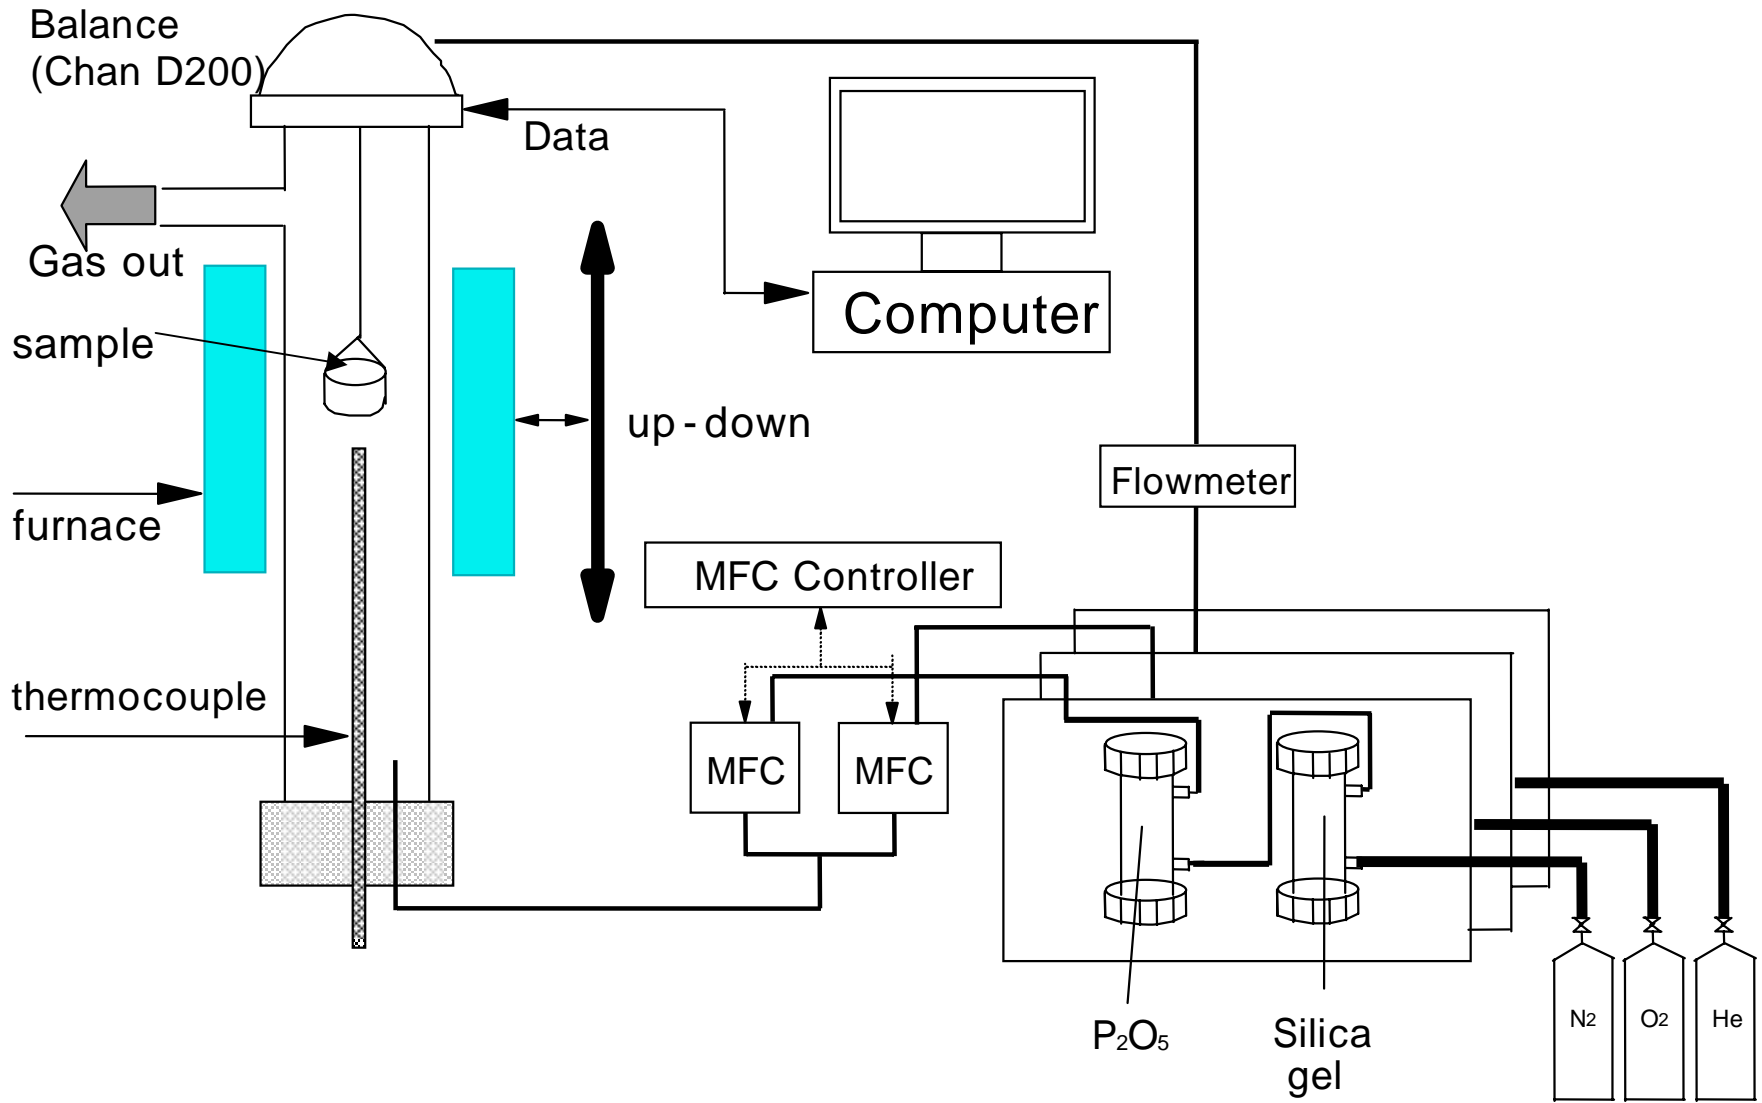 Balance
(Chan D200)
Data
Gas out
Computer
sample
up-down
Flowmeter
furnace
MFC Controller
thermocouple
MFC
MFC
N2
O2
He
P2O5
Silica
gel